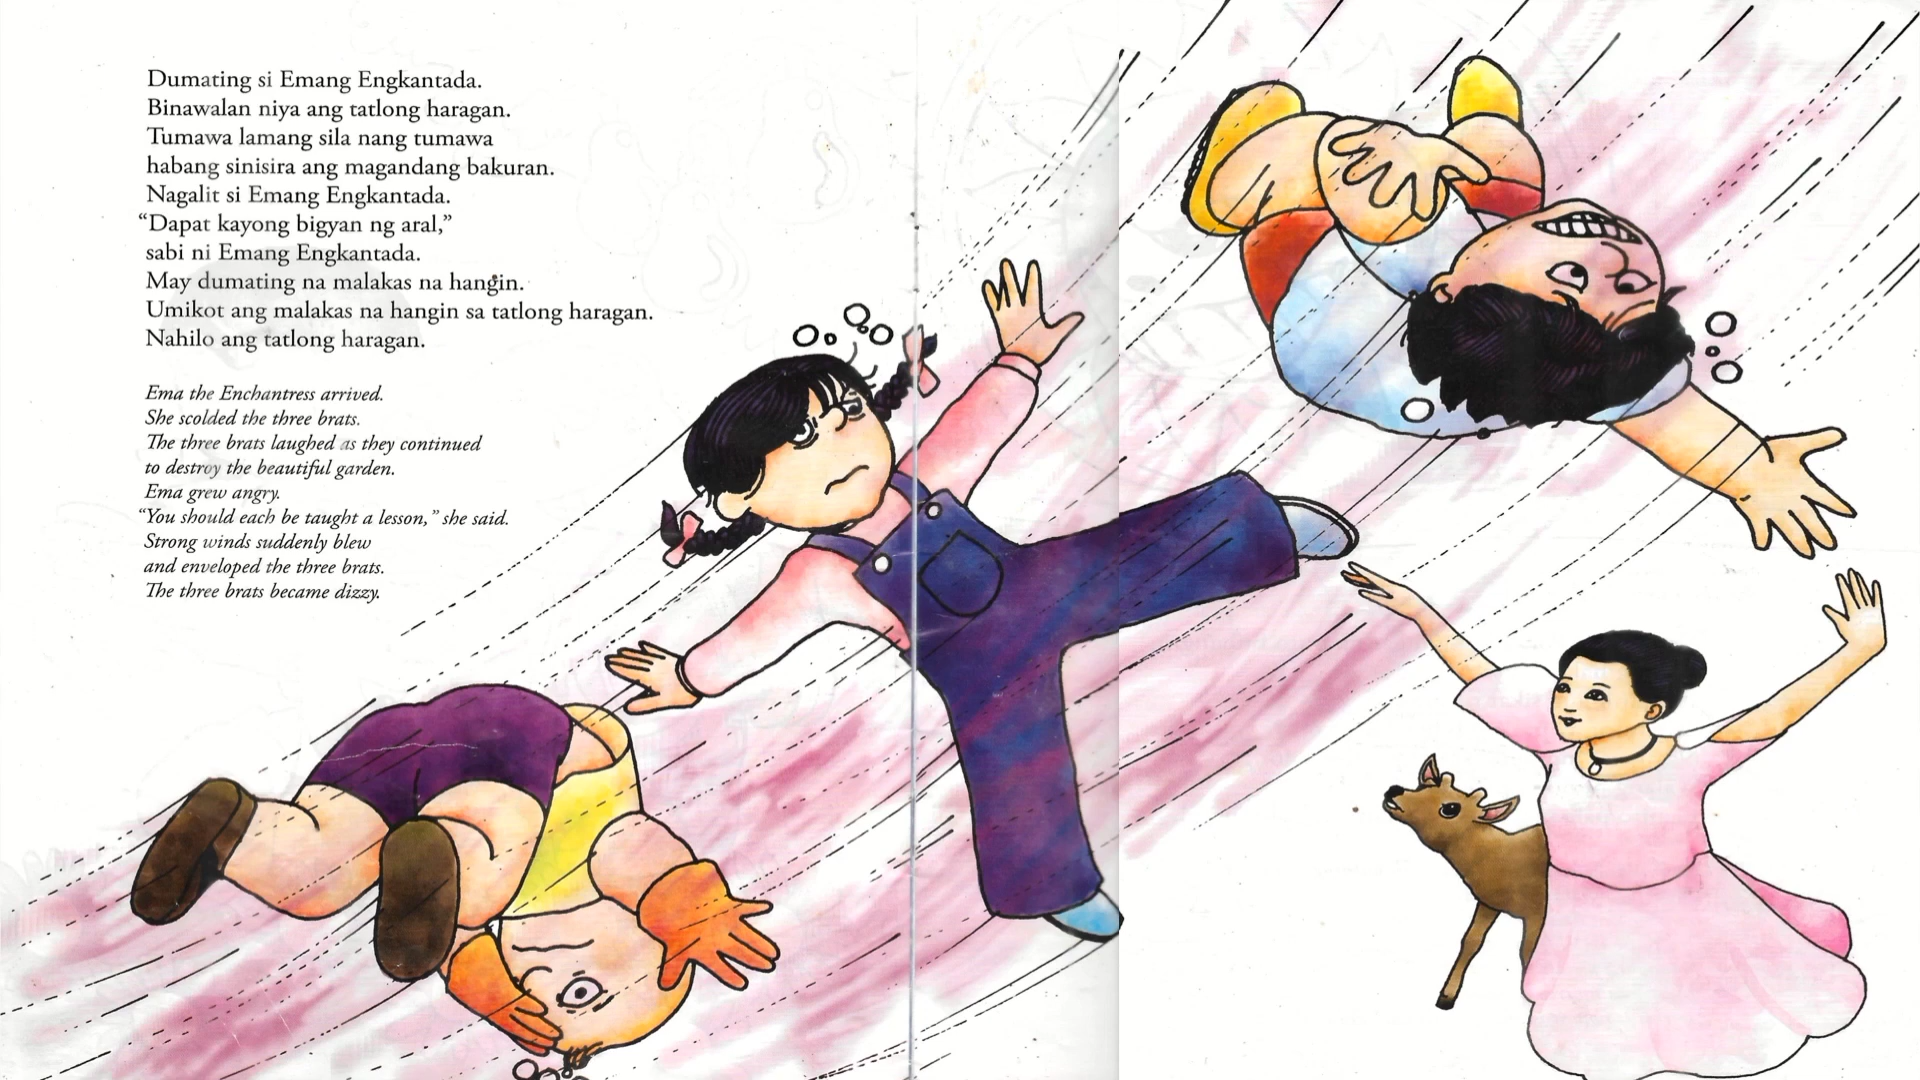 Dumating si Emang Engkantada.
Binawalan niya ang tatlong haragan.
Tumawa lamang sila nang tumawa
habang sinisira ang magandang bakuran.
Nagalit si Emang Engkantada.
“Dapat kayong bigyan ng aral,”
sabi ni Emang Engkantada.
May dumating na malakas na hangin.
Umikot ang malakas na hangin sa tatlong haragan.
Nahilo ang tatlong haragan.
Ema the Enchantress arrived.
She scolded the three brats.
The three brats laughed as they continued
to destroy the beautiful garden.
Ema grew angry.
“You should each be taught a lesson,” she said.
Strong winds suddenly blew
and enveloped the three brats.
The three brats became dizzy.